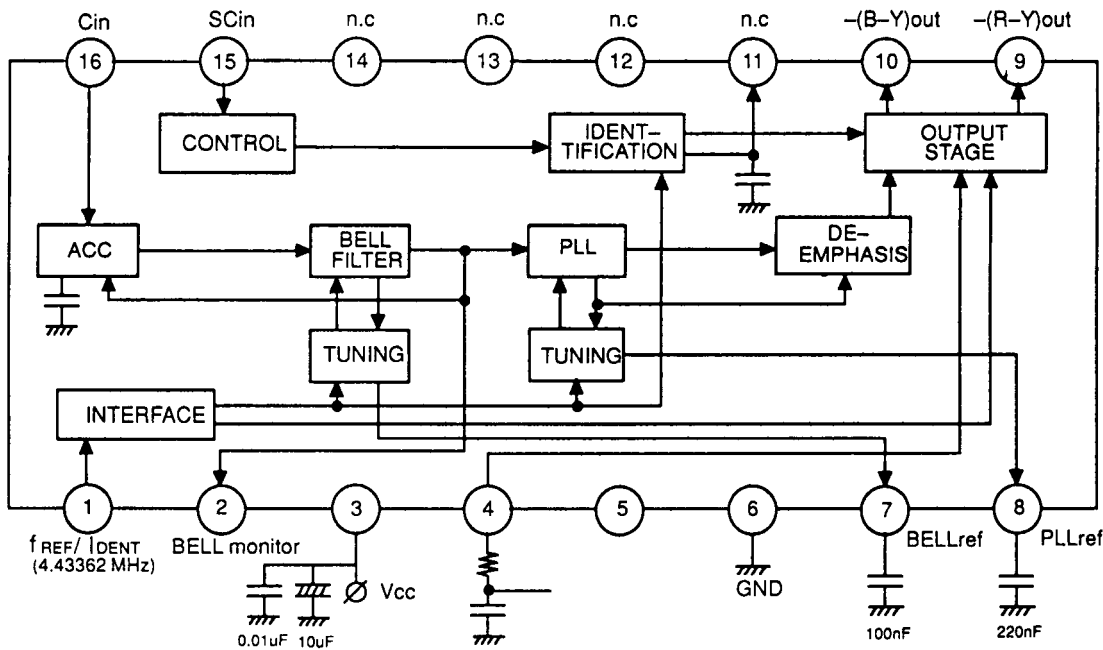 Cin
SCin
n.c
n.c
n.c
n.c
–(B–Y)out
–(R–Y)out
16
15
14
13
12
11
10
9
CONTROL
IDENT–
TIFICATION
OUTPUT
STAGE
ACC
BELL
FILTER
PLL
DE–
EMPHASIS
TUNING
TUNING
INTERFACE
1
2
3
4
5
6
7
8
f REF/ IDENT
(4.43362 MHz)
BELL monitor
Vcc
GND
BELLref
PLLref
0.01uF
10uF
100nF
220nF